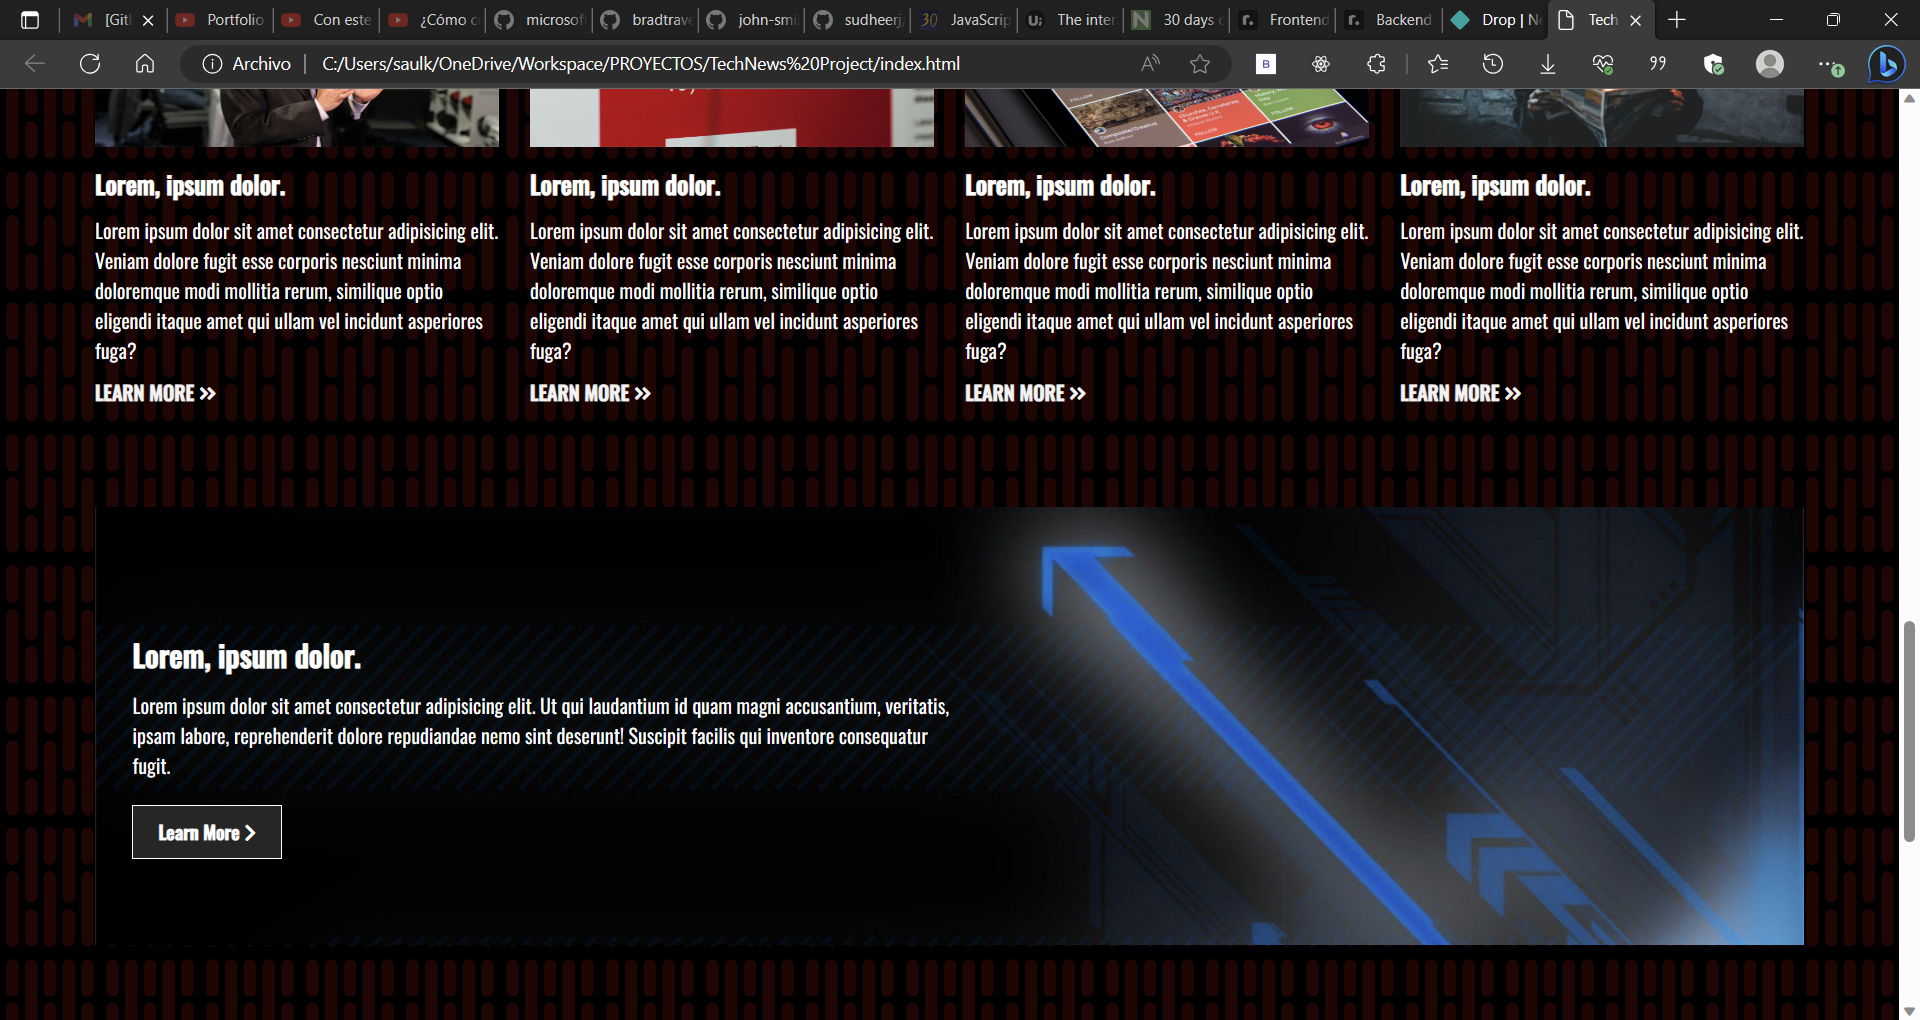 [Git
Portfolio
Con este
¿Cómo c
microsof
bradtrave
john-smi
sudheerj
30 JavaScrip
The inter
30 days
Frontend
Backend
Drop | Ne
Tech
Archivo
C:/Users/saulk/OneDrive/Workspace/PROYECTOS/TechNews%20Project/index.html
FOLLOW
Composite/Creative
FOLLOW
FOLLOW
Lorem, ipsum dolor.
Lorem ipsum dolor sit amet consectetur adipisicing elit.
Veniam dolore fugit esse corporis nesciunt minima
doloremque modi mollitia rerum, similique optio
eligendi itaque amet qui ullam vel incidunt asperiores
fuga?
LEARN MORE
Lorem, ipsum dolor.
Lorem ipsum dolor sit amet consectetur adipisicing elit.
Veniam dolore fugit esse corporis nesciunt minima
doloremque modi mollitia rerum, similique optio
eligendi itaque amet qui ullam vel incidunt asperiores
fuga?
LEARN MORE
Lorem, ipsum dolor.
Lorem ipsum dolor sit amet consectetur adipisicing elit.
Veniam dolore fugit esse corporis nesciunt minima
doloremque modi mollitia rerum, similique optio
eligendi itaque amet qui ullam vel incidunt asperiores
fuga?
LEARN MORE
Lorem, ipsum dolor.
Lorem ipsum dolor sit amet consectetur adipisicing elit.
Veniam dolore fugit esse corporis nesciunt minima
doloremque modi mollitia rerum, similique optio
eligendi itaque amet qui ullam vel incidunt asperiores
fuga?
LEARN MORE
Lorem, ipsum dolor.
Lorem ipsum dolor sit amet consectetur adipisicing elit. Ut qui laudantium id quam magni accusantium, veritatis,
ipsam labore, reprehenderit dolore repudiandae nemo sint deserunt! Suscipit facilis qui inventore consequatur
fugit.
Learn More